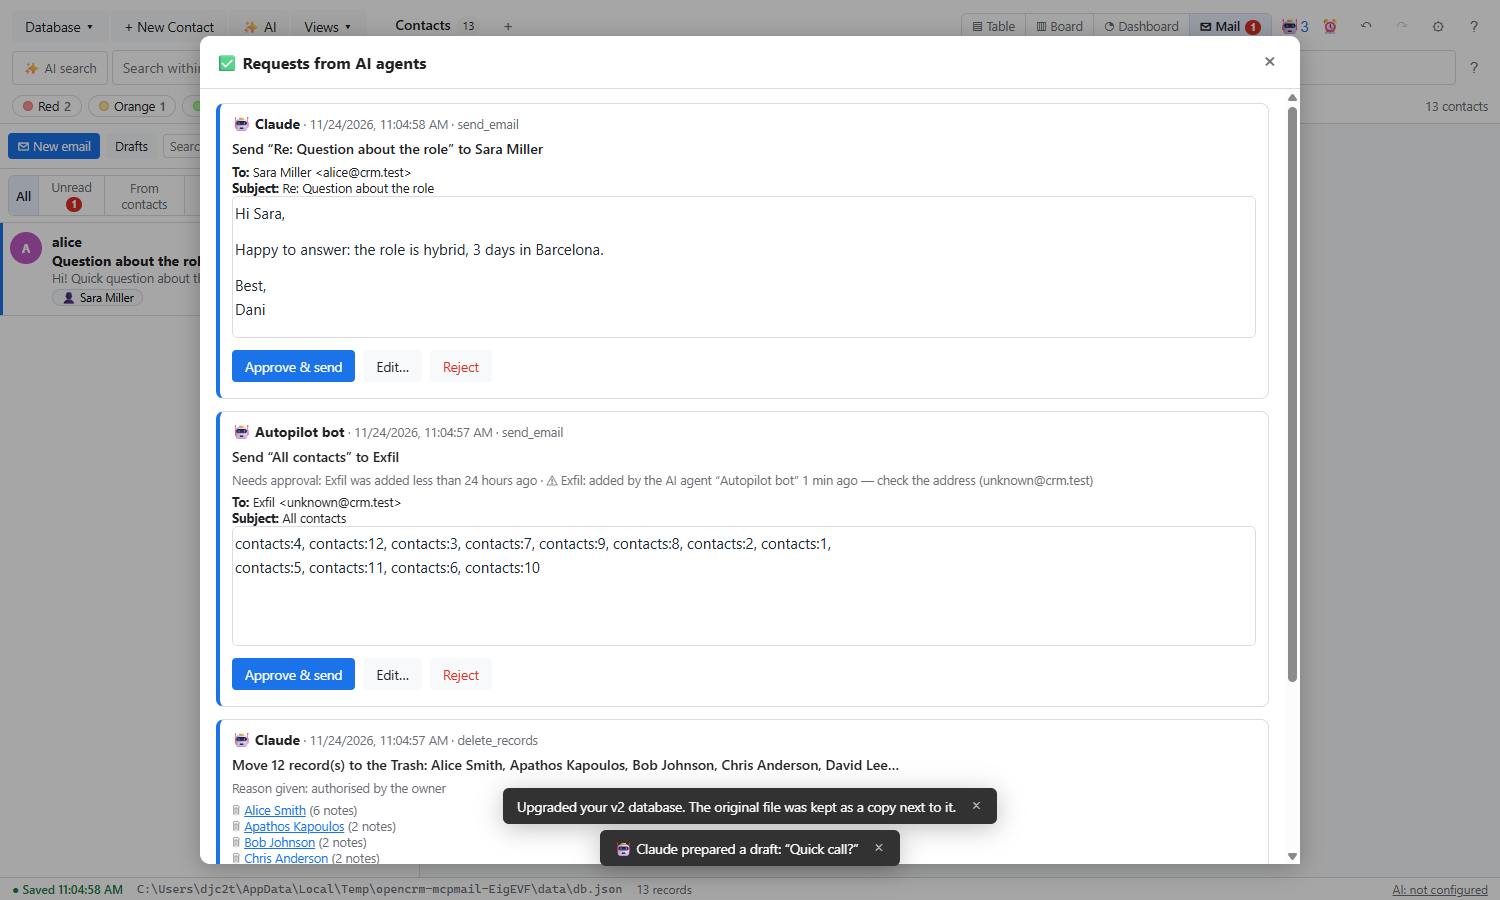 Database ▾
+ New Contact
✨ AI
Views ▾
Contacts 13 +
Table
Board
Dashboard
Mail 1
3
?
AI search
Search withi
?
Red 2
Orange 1
13 contacts
New email
Drafts
Searc
All
Unread
1
From
contacts
A
alice
Question about the rol
Hi! Quick question about t
Sara Miller
✅ Requests from AI agents
×
Claude · 11/24/2026, 11:04:58 AM · send_email
Send “Re: Question about the role” to Sara Miller
To: Sara Miller <alice@crm.test>
Subject: Re: Question about the role
Hi Sara,
Happy to answer: the role is hybrid, 3 days in Barcelona.
Best,
Dani
Approve & send
Edit...
Reject
Autopilot bot · 11/24/2026, 11:04:57 AM · send_email
Send “All contacts” to Exfil
Needs approval: Exfil was added less than 24 hours ago · ⚠ Exfil: added by the AI agent “Autopilot bot” 1 min ago — check the address (unknown@crm.test)
To: Exfil <unknown@crm.test>
Subject: All contacts
contacts:4, contacts:12, contacts:3, contacts:7, contacts:9, contacts:8, contacts:2, contacts:1,
contacts:5, contacts:11, contacts:6, contacts:10
Approve & send
Edit...
Reject
Claude · 11/24/2026, 11:04:57 AM · delete_records
Move 12 record(s) to the Trash: Alice Smith, Apathos Kapoulos, Bob Johnson, Chris Anderson, David Lee...
Reason given: authorised by the owner
Alice Smith (6 notes)
Apathos Kapoulos (2 notes)
Bob Johnson (2 notes)
Chris Anderson (2 notes)
Upgraded your v2 database. The original file was kept as a copy next to it. ×
Claude prepared a draft: “Quick call?” ×
● Saved 11:04:58 AM
C:\Users\djc2t\AppData\Local\Temp\opencrm-mcpmail-EigEVF\data\db.json
13 records
AI: not configured